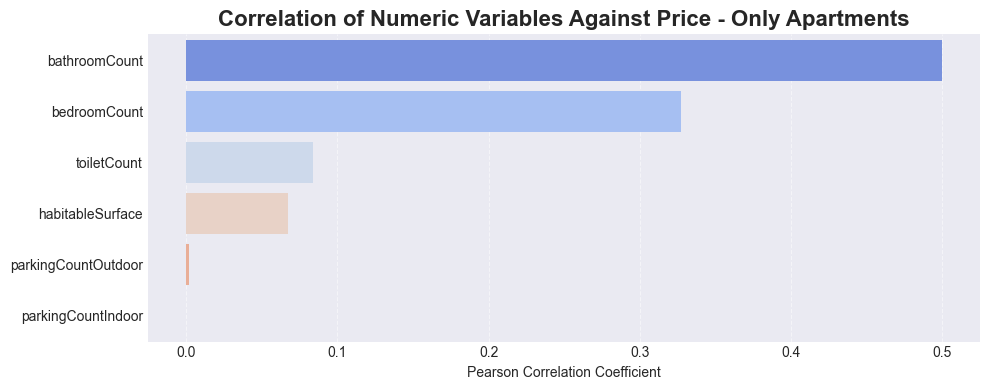 Correlation of Numeric Variables Against Price - Only Apartments
bathroomCount
bedroomCount
toiletCount
habitableSurface
parkingCountOutdoor
parkingCountIndoor
0.0 0.1 0.2 0.3 0.4 0.5
Pearson Correlation Coefficient